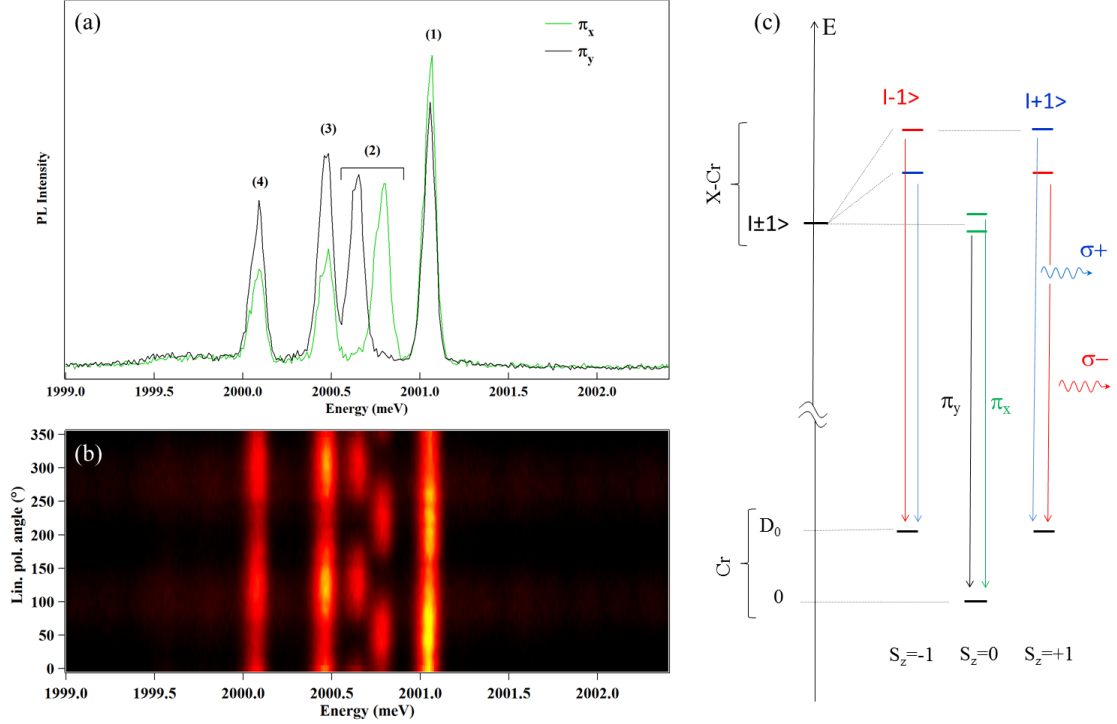 (a)
πx
πy
(1)
(2)
(3)
(4)
PL Intensity
1999.0 1999.5 2000.0 2000.5 2001.0 2001.5 2002.0
Energy (meV)
(b)
350
300
250
200
150
100
50
0
Lin. pol. angle (°)
1999.0 1999.5 2000.0 2000.5 2001.0 2001.5 2002.0
Energy (meV)
(c)
E
|-1> |+1>
X-Cr
|±1>
σ+
σ−
πy πx
Cr
D0
0
Sz=-1 Sz=0 Sz=+1